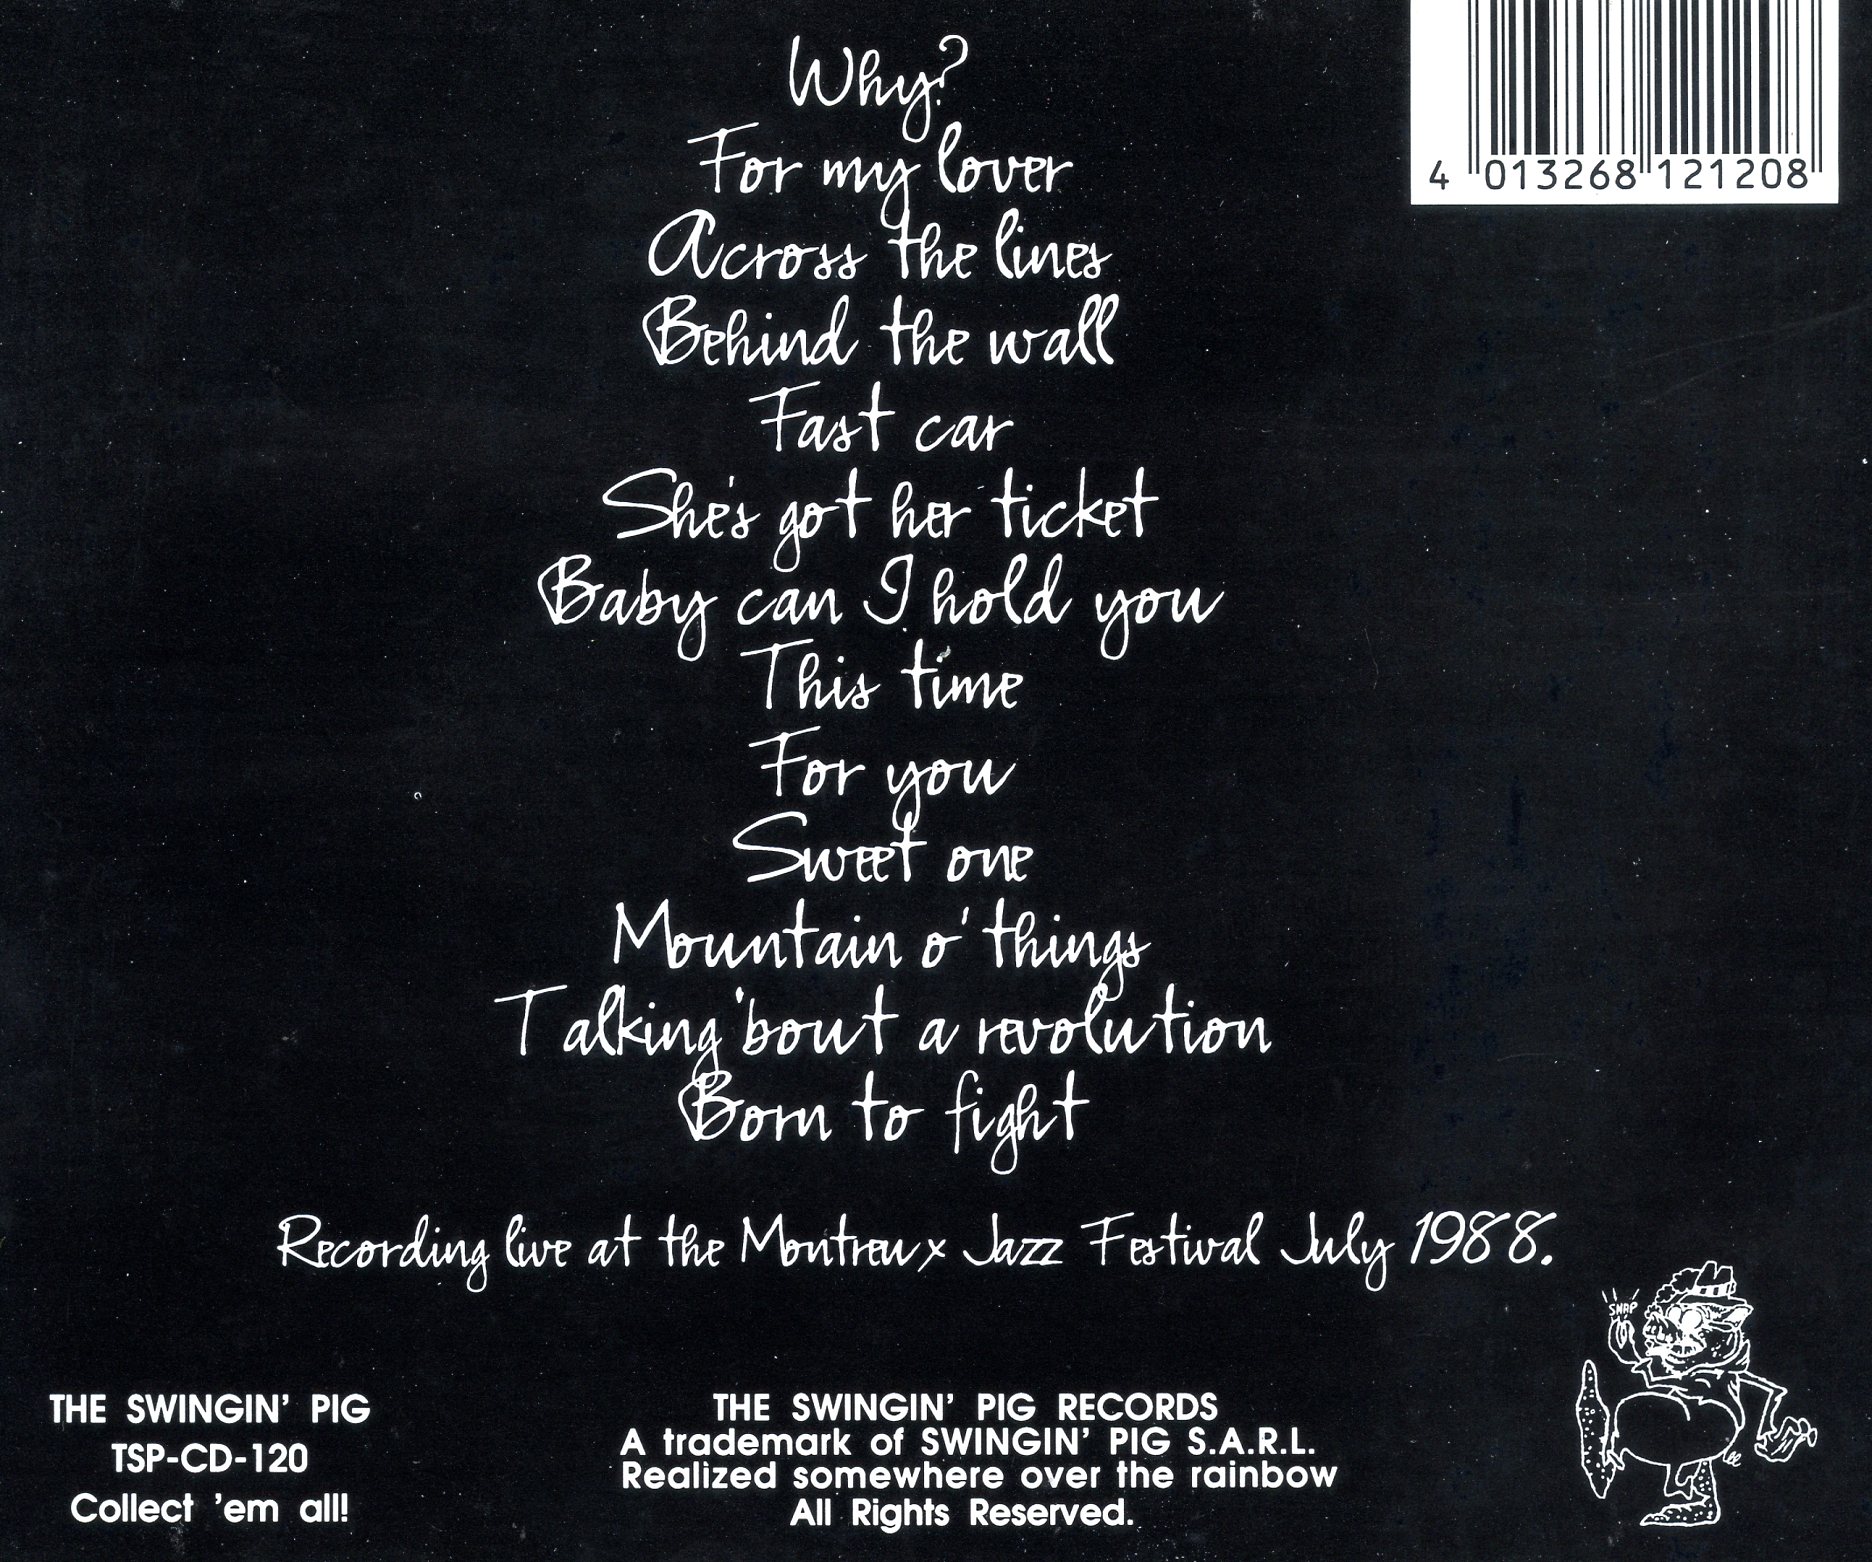 Why?
For my lover
Across the lines
Behind the wall
Fast car
She's got her ticket
Baby can I hold you
This time
For you
Sweet one
Mountain o' things
Talking 'bout a revolution
Born to fight
Recording live at the Montreux Jazz Festival July 1988.
4 013268 121208
SNAP
THE SWINGIN' PIG
TSP-CD-120
Collect 'em all!
THE SWINGIN' PIG RECORDS
A trademark of SWINGIN' PIG S.A.R.L.
Realized somewhere over the rainbow
All Rights Reserved.